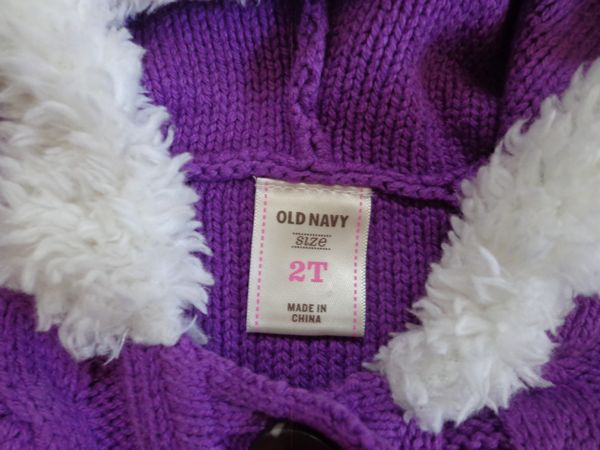 OLD NAVY
size
2T
MADE IN
CHINA